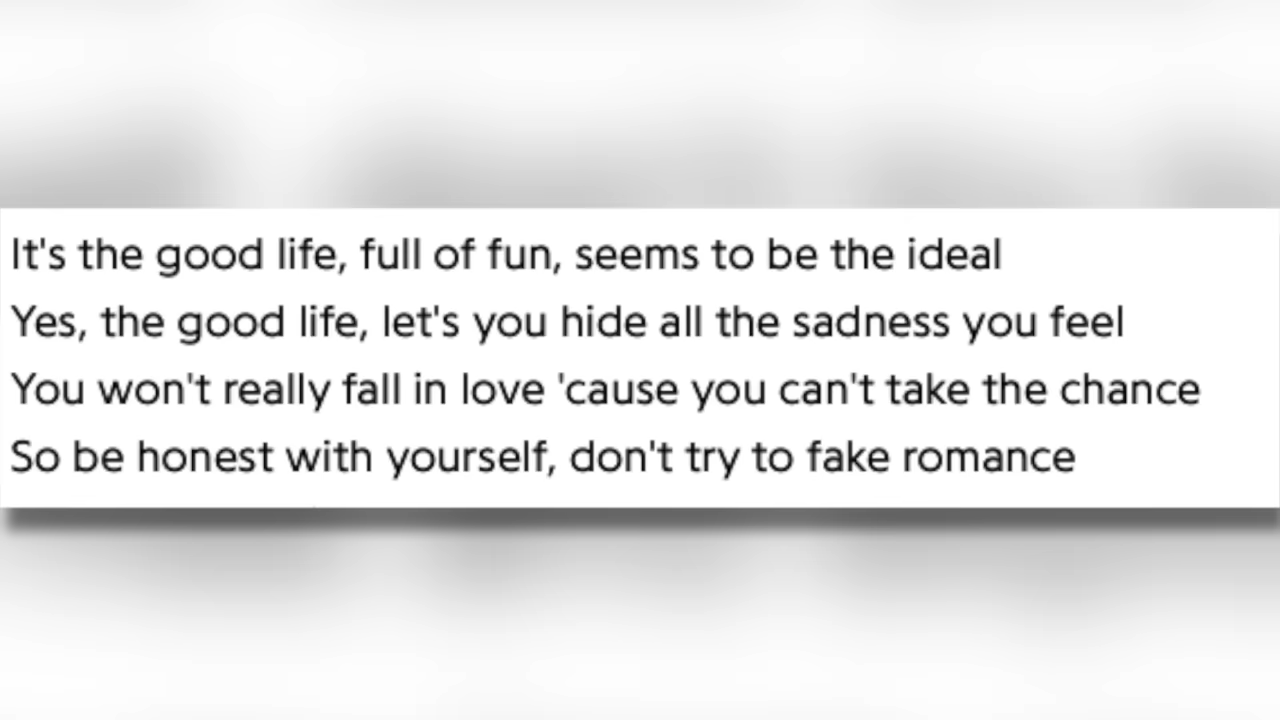 It's the good life, full of fun, seems to be the ideal
Yes, the good life, let's you hide all the sadness you feel
You won't really fall in love 'cause you can't take the chance
So be honest with yourself, don't try to fake romance